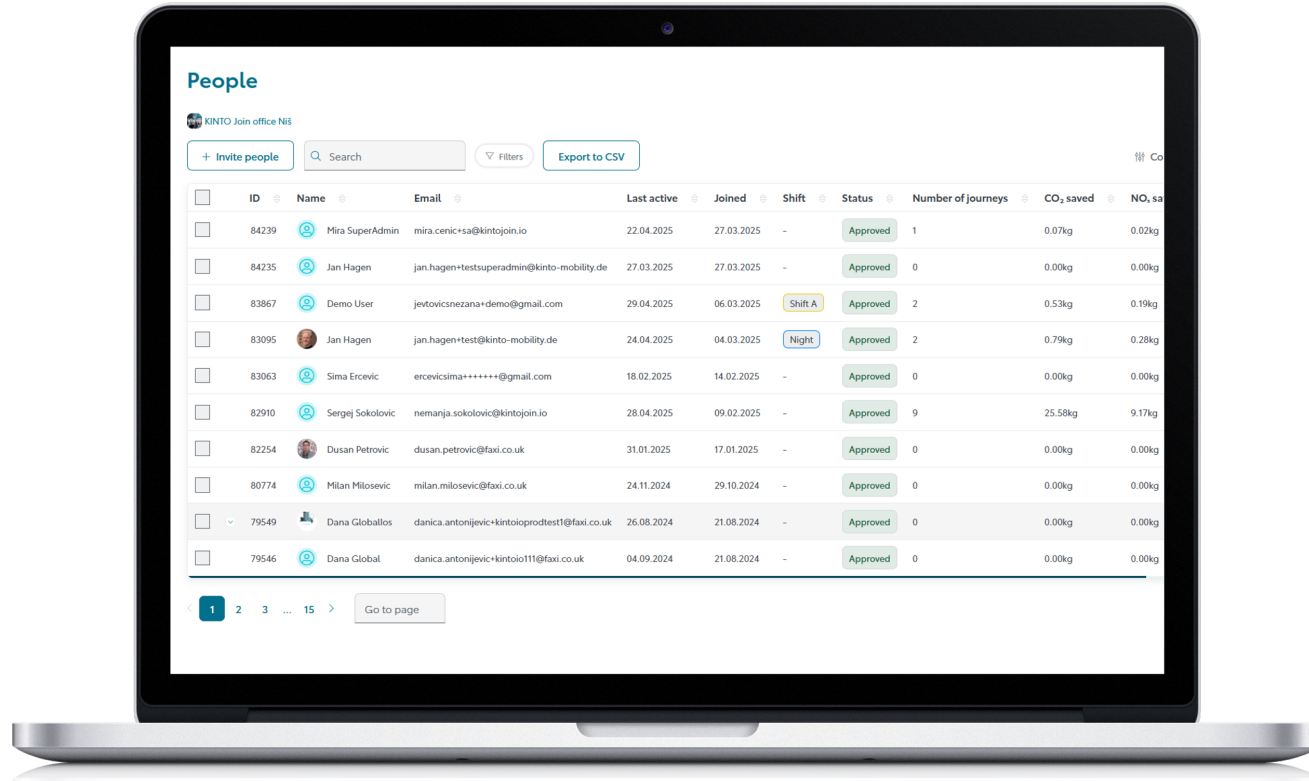 People
KINTO Join office Niš
+ Invite people Search Filters Export to CSV Co
ID Name Email Last active Joined Shift Status Number of journeys CO₂ saved NOₓ sa
84239 Mira SuperAdmin mira.cenic+sa@kintojoin.io 22.04.2025 27.03.2025 - Approved 1 0.07kg 0.02kg
84235 Jan Hagen jan.hagen+testsuperadmin@kinto-mobility.de 27.03.2025 27.03.2025 - Approved 0 0.00kg 0.00kg
83867 Demo User jevtovicsnezana+demo@gmail.com 29.04.2025 06.03.2025 Shift A Approved 2 0.53kg 0.19kg
83095 Jan Hagen jan.hagen+test@kinto-mobility.de 24.04.2025 04.03.2025 Night Approved 2 0.79kg 0.28kg
83063 Sima Ercevic ercevicsima+++++++@gmail.com 18.02.2025 14.02.2025 - Approved 0 0.00kg 0.00kg
82910 Sergej Sokolovic nemanja.sokolovic@kintojoin.io 28.04.2025 09.02.2025 - Approved 9 25.58kg 9.17kg
82254 Dusan Petrovic dusan.petrovic@faxi.co.uk 31.01.2025 17.01.2025 - Approved 0 0.00kg 0.00kg
80774 Milan Milosevic milan.milosevic@faxi.co.uk 24.11.2024 29.10.2024 - Approved 0 0.00kg 0.00kg
79549 Dana Globallos danica.antonijevic+kintoioprodtest1@faxi.co.uk 26.08.2024 21.08.2024 - Approved 0 0.00kg 0.00kg
79546 Dana Global danica.antonijevic+kintoio111@faxi.co.uk 04.09.2024 21.08.2024 - Approved 0 0.00kg 0.00kg
1 2 3 ... 15 Go to page